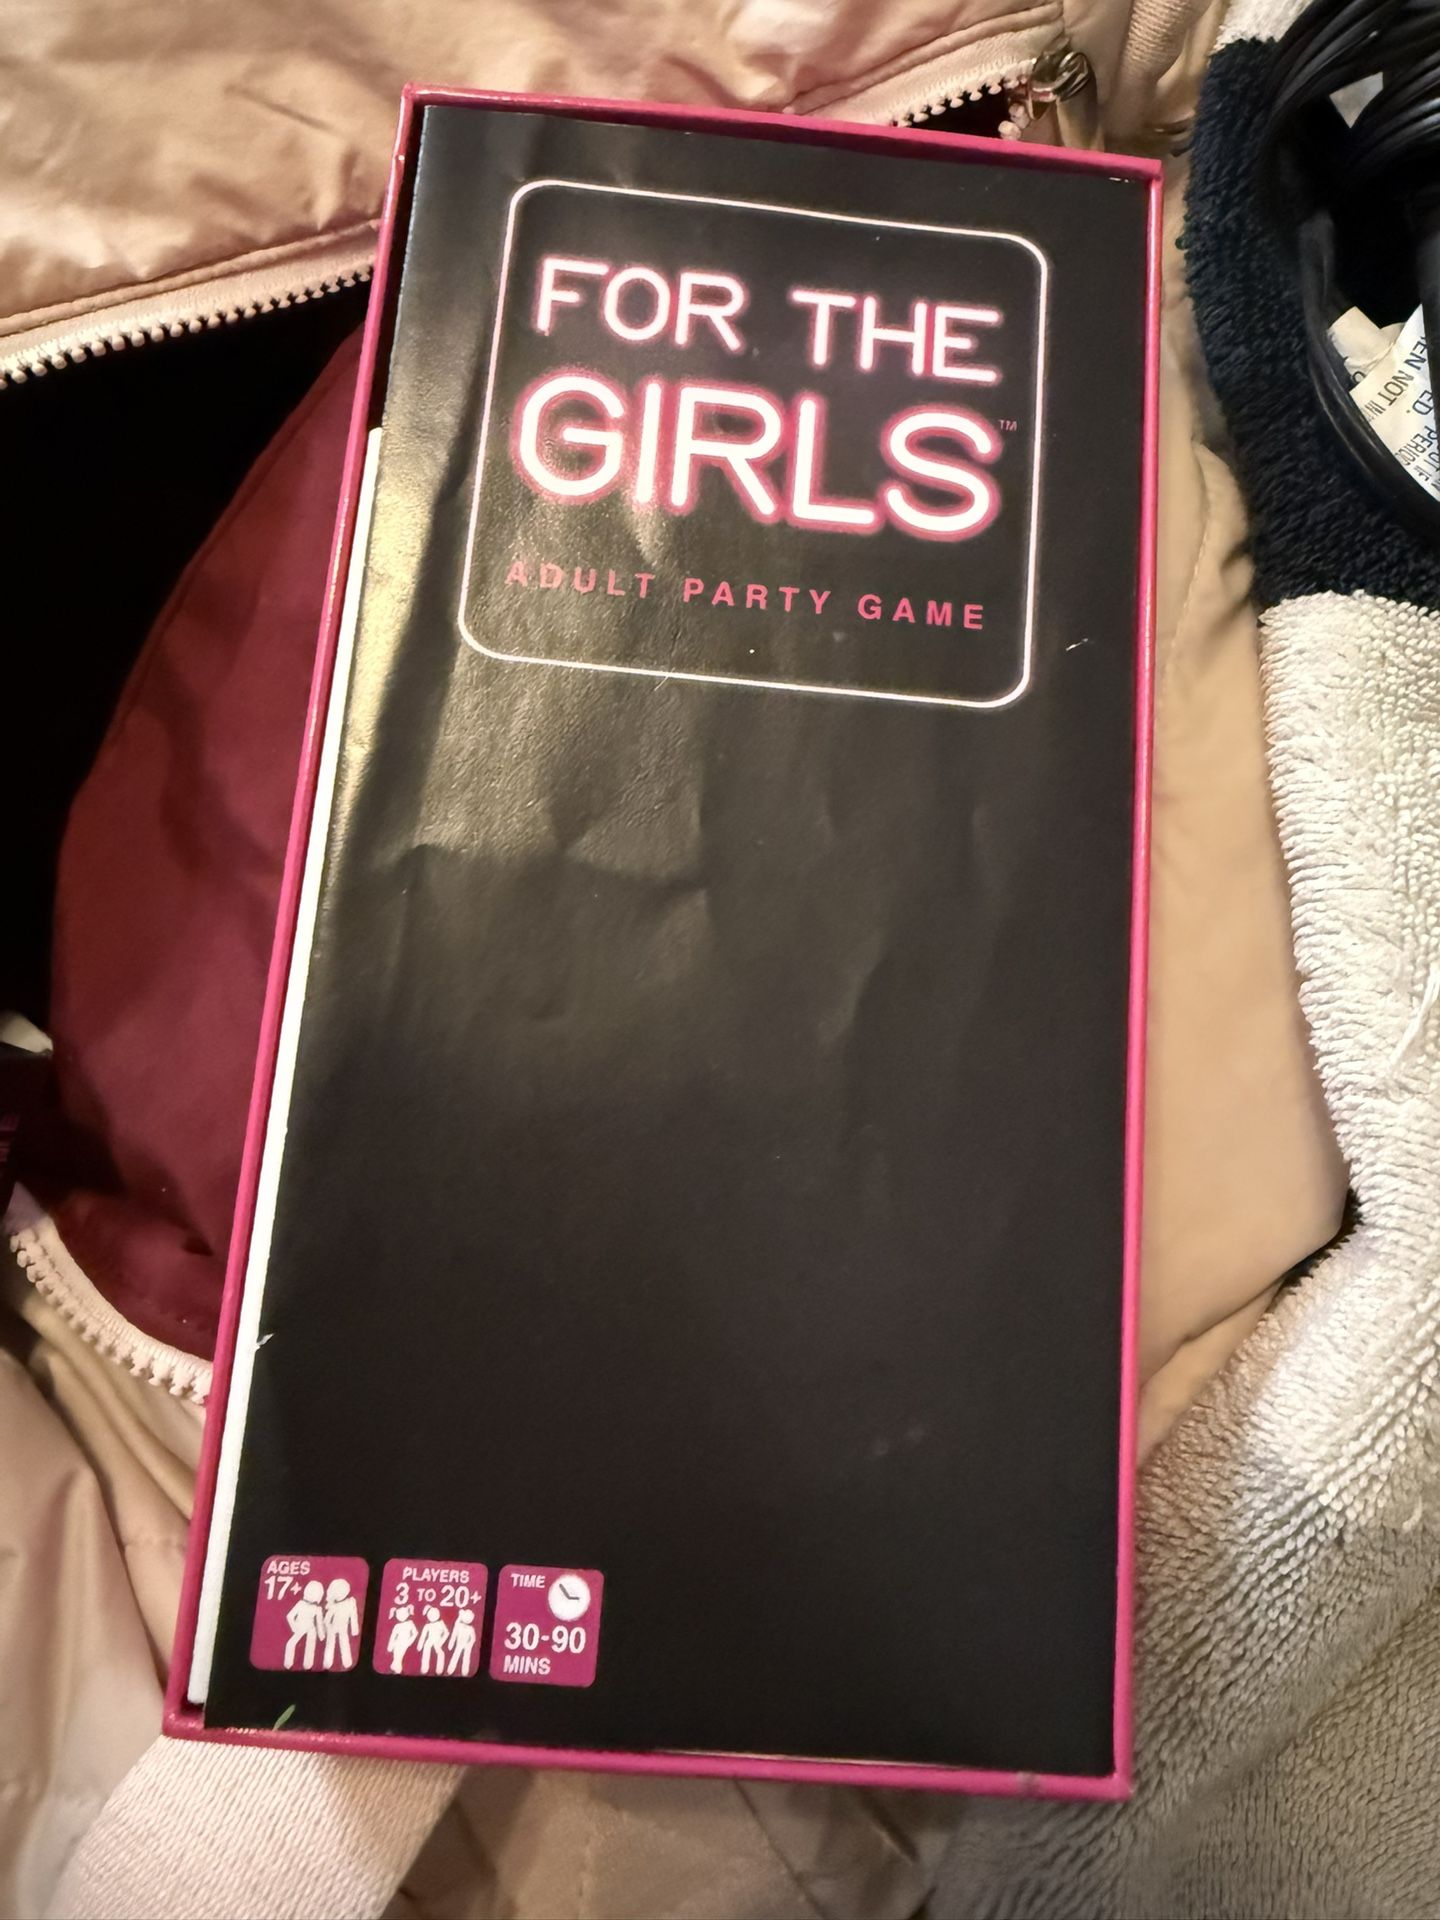 FOR THE
GIRLS™
ADULT PARTY GAME
AGES
17+
PLAYERS
3 TO 20+
TIME
30-90
MINS